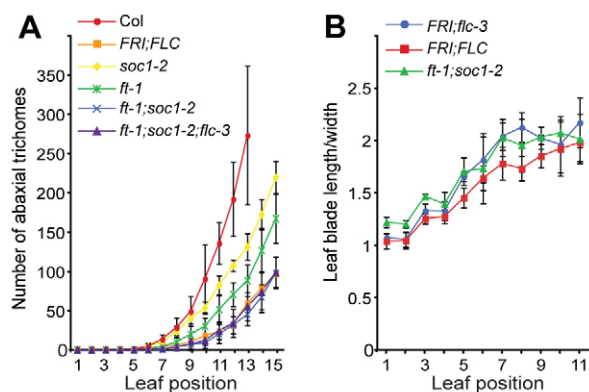 A
Col
FRI;FLC
soc1-2
ft-1
ft-1;soc1-2
ft-1;soc1-2;flc-3
Number of abaxial trichomes
350
300
250
200
150
100
50
0
1 3 5 7 9 11 13 15
Leaf position
B
FRI;flc-3
FRI;FLC
ft-1;soc1-2
Leaf blade length/width
2.5
2
1.5
1
0.5
0
1 3 5 7 9 11
Leaf position